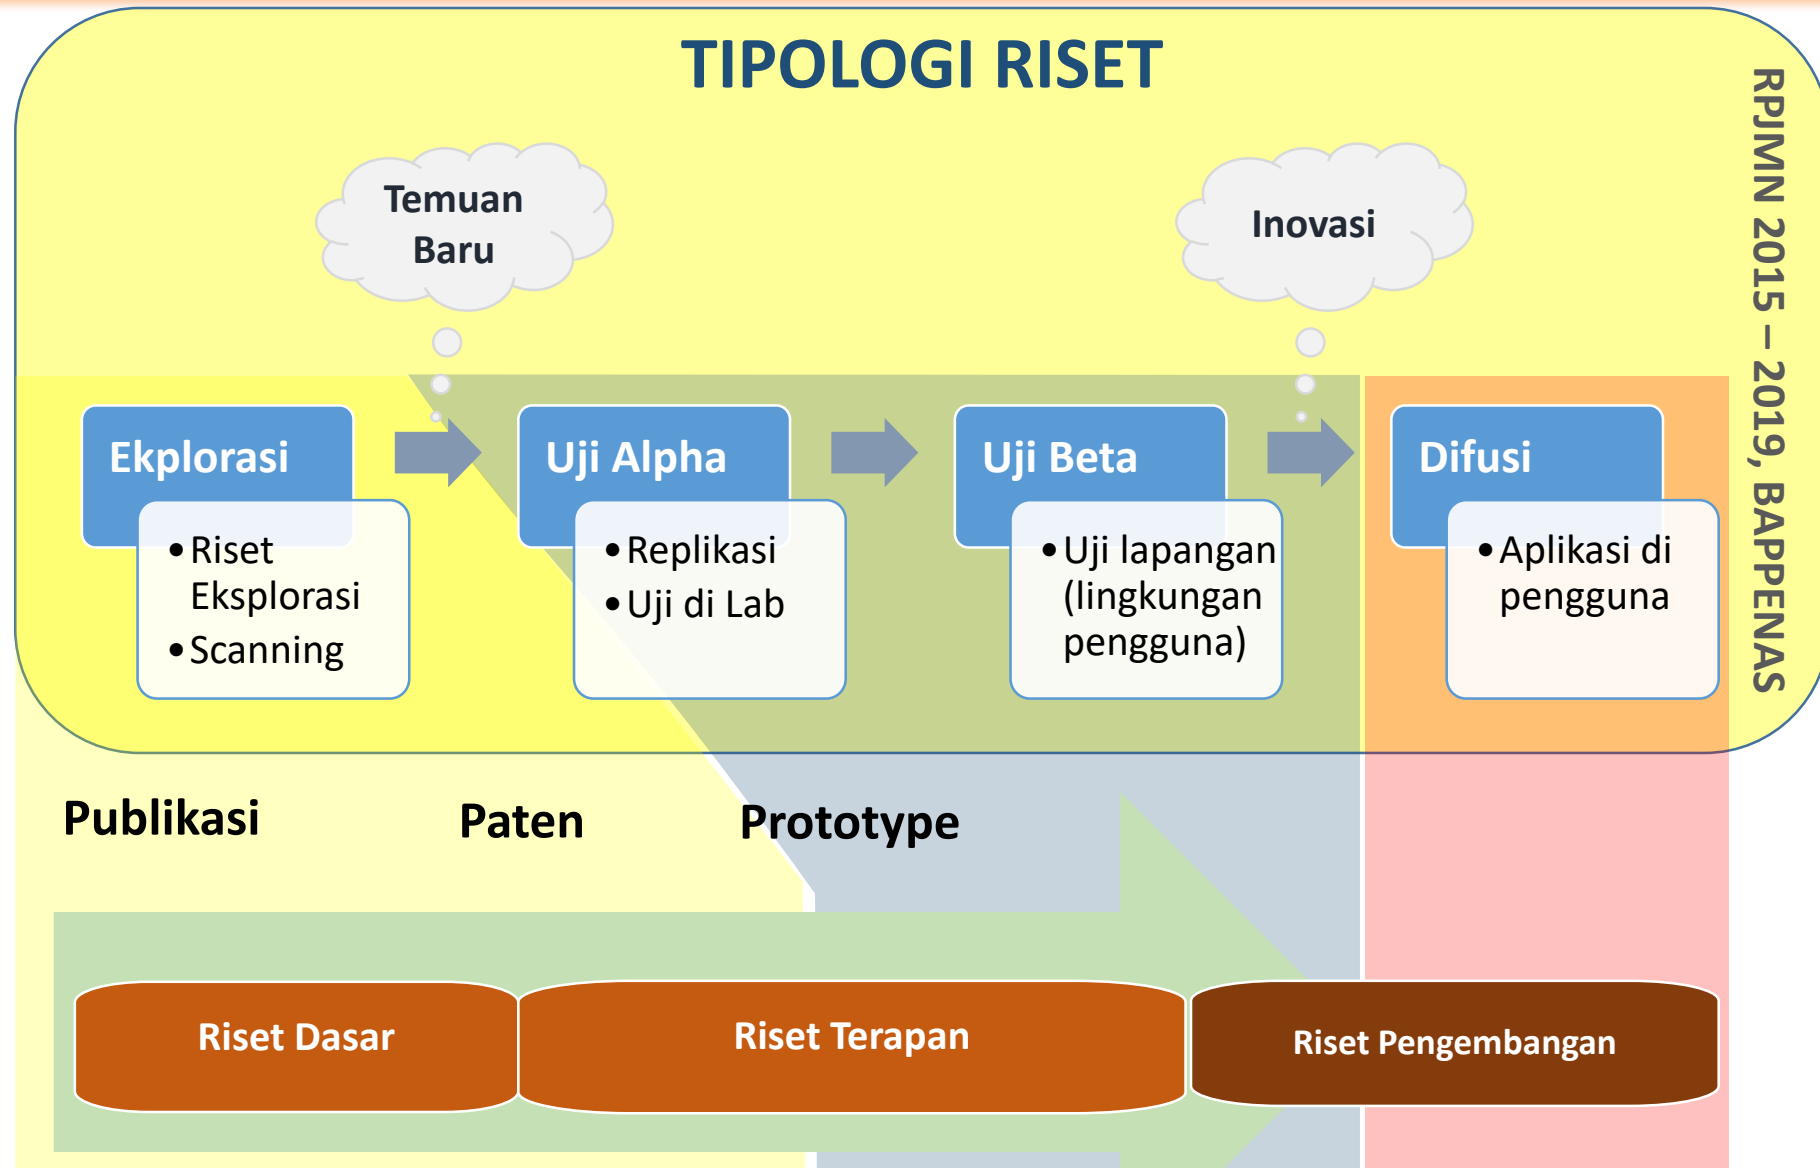 TIPOLOGI RISET
RPJMN 2015 – 2019, BAPPENAS
Temuan
Baru
Inovasi
Ekplorasi
•Riset
Eksplorasi
•Scanning
Uji Alpha
•Replikasi
•Uji di Lab
Uji Beta
•Uji lapangan
(lingkungan
pengguna)
Difusi
•Aplikasi di
pengguna
Publikasi
Paten
Prototype
Riset Dasar
Riset Terapan
Riset Pengembangan